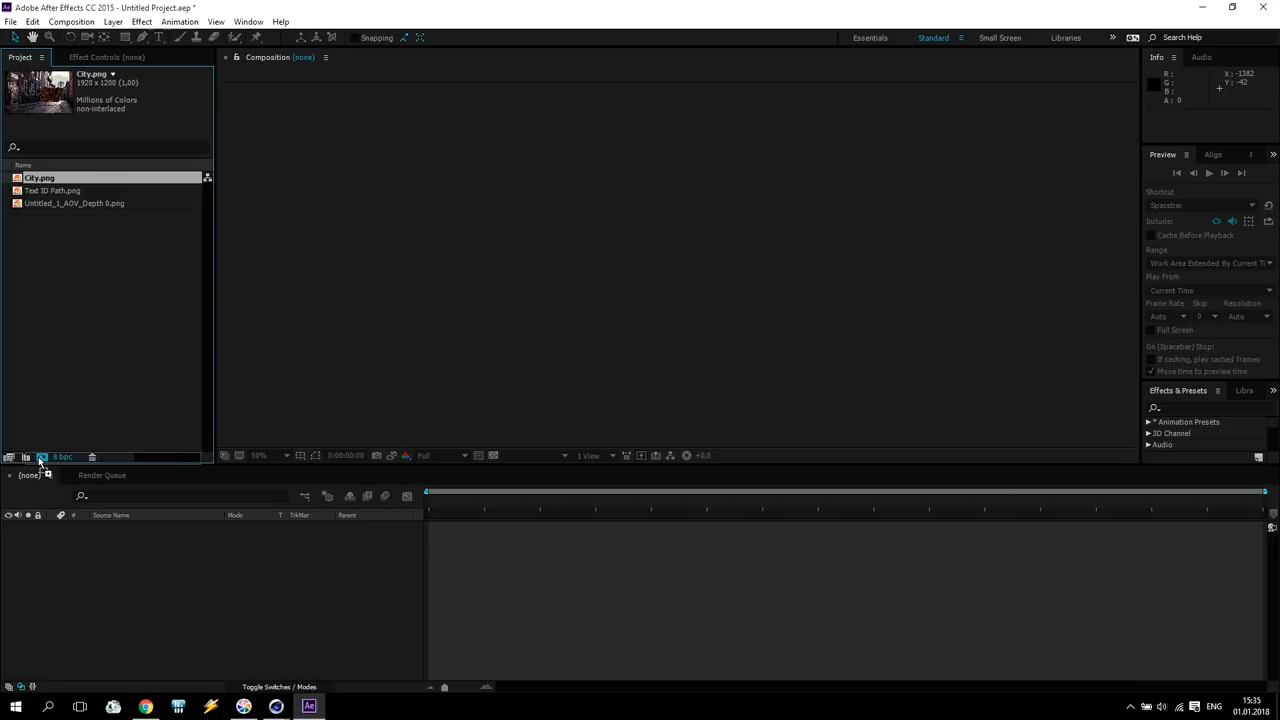 Adobe After Effects CC 2015 - Untitled Project.aep *
File Edit Composition Layer Effect Animation View Window Help
Snapping
Essentials Standard Small Screen Libraries Search Help
Project Effect Controls (none) Composition (none) Info Audio
City.png
1920 x 1200 (1,00)
Millions of Colors
non-interlaced
R :
G :
B :
A : 0
X : -1382
Y : -42
Name
City.png
Text ID Path.png
Untitled_1_AOV_Depth 0.png
Preview Align
Shortcut
Spacebar
Include:
Cache Before Playback
Range
Work Area Extended By Current Ti
Play From
Current Time
Frame Rate Skip Resolution
Auto 0 Auto
Full Screen
On (Spacebar) Stop:
If caching, play cached frames
Move time to preview time
Effects & Presets Libra
* Animation Presets
3D Channel
Audio
8 bpc
50% 0:00:00:00 Full 1 View +0,0
(none) Render Queue
# Source Name Mode T TrkMat Parent
Toggle Switches / Modes
Ae ENG
15:35
01.01.2018